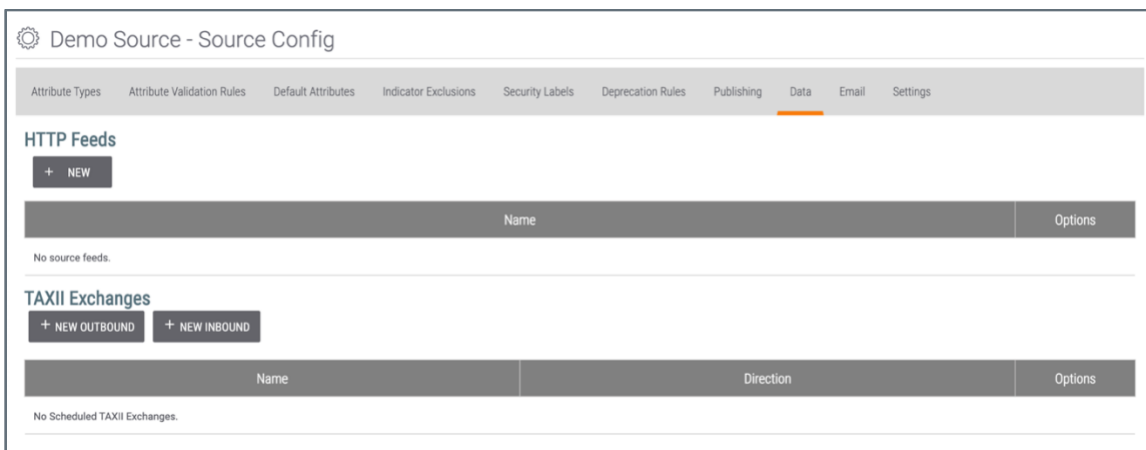 Demo Source - Source Config
Attribute Types Attribute Validation Rules Default Attributes Indicator Exclusions Security Labels Deprecation Rules Publishing Data Email Settings
HTTP Feeds
+ NEW
Name Options
No source feeds.
TAXII Exchanges
+ NEW OUTBOUND + NEW INBOUND
Name Direction Options
No Scheduled TAXII Exchanges.